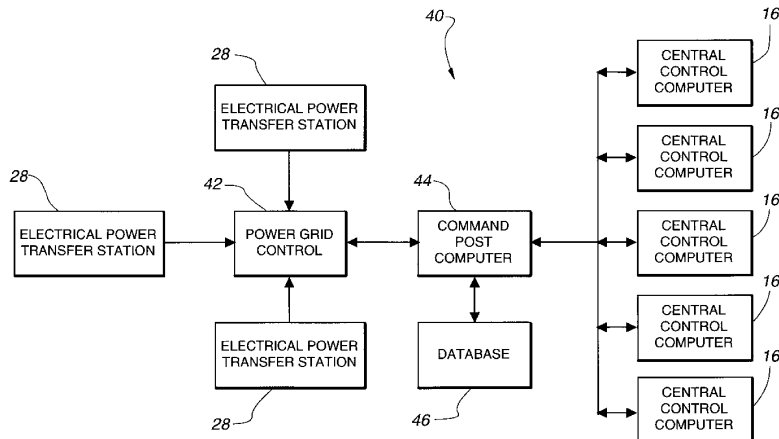 40
28
ELECTRICAL POWER
TRANSFER STATION
28
ELECTRICAL POWER
TRANSFER STATION
42
POWER GRID
CONTROL
44
COMMAND
POST
COMPUTER
28
ELECTRICAL POWER
TRANSFER STATION
46
DATABASE
16
CENTRAL
CONTROL
COMPUTER
16
CENTRAL
CONTROL
COMPUTER
16
CENTRAL
CONTROL
COMPUTER
16
CENTRAL
CONTROL
COMPUTER
16
CENTRAL
CONTROL
COMPUTER